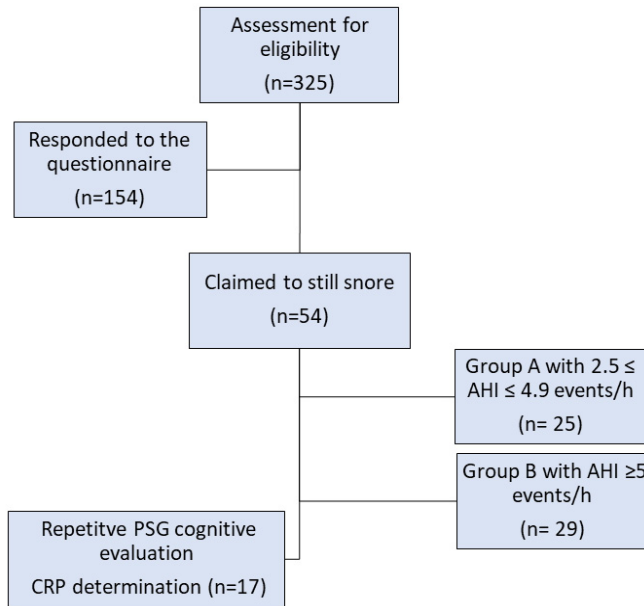 Assessment for
eligibility
(n=325)
Responded to the
questionnaire
(n=154)
Claimed to still snore
(n=54)
Group A with 2.5 ≤
AHI ≤ 4.9 events/h
(n= 25)
Group B with AHI ≥5
events/h
(n= 29)
Repetitve PSG cognitive
evaluation
CRP determination (n=17)